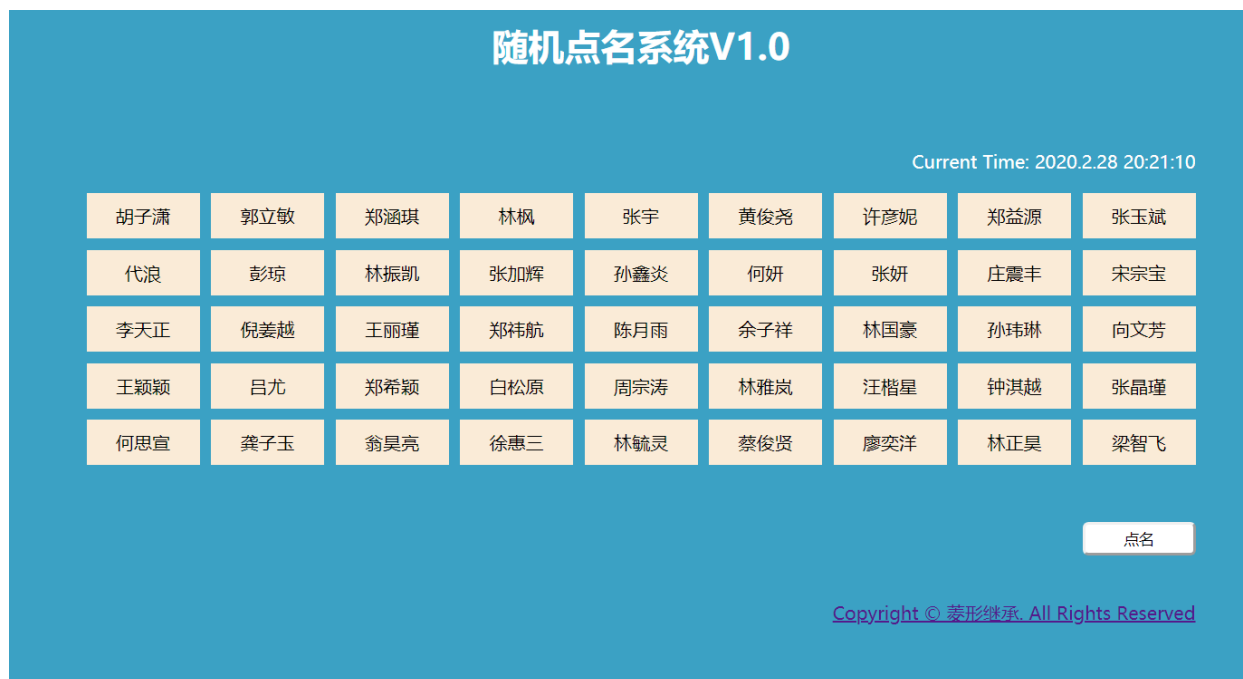 随机点名系统V1.0
Current Time: 2020.2.28 20:21:10
胡子潇 郭立敏 郑涵琪 林枫 张宇 黄俊尧 许彦妮 郑益源 张玉斌
代浪 彭琼 林振凯 张加辉 孙鑫炎 何妍 张妍 庄震丰 宋宗宝
李天正 倪姜越 王丽瑾 郑祎航 陈月雨 余子祥 林国豪 孙玮琳 向文芳
王颖颖 吕尤 郑希颖 白松原 周宗涛 林雅岚 汪楷星 钟淇越 张晶瑾
何思宣 龚子玉 翁昊亮 徐惠三 林毓灵 蔡俊贤 廖奕洋 林正昊 梁智飞
点名
Copyright © 菱形继承. All Rights Reserved